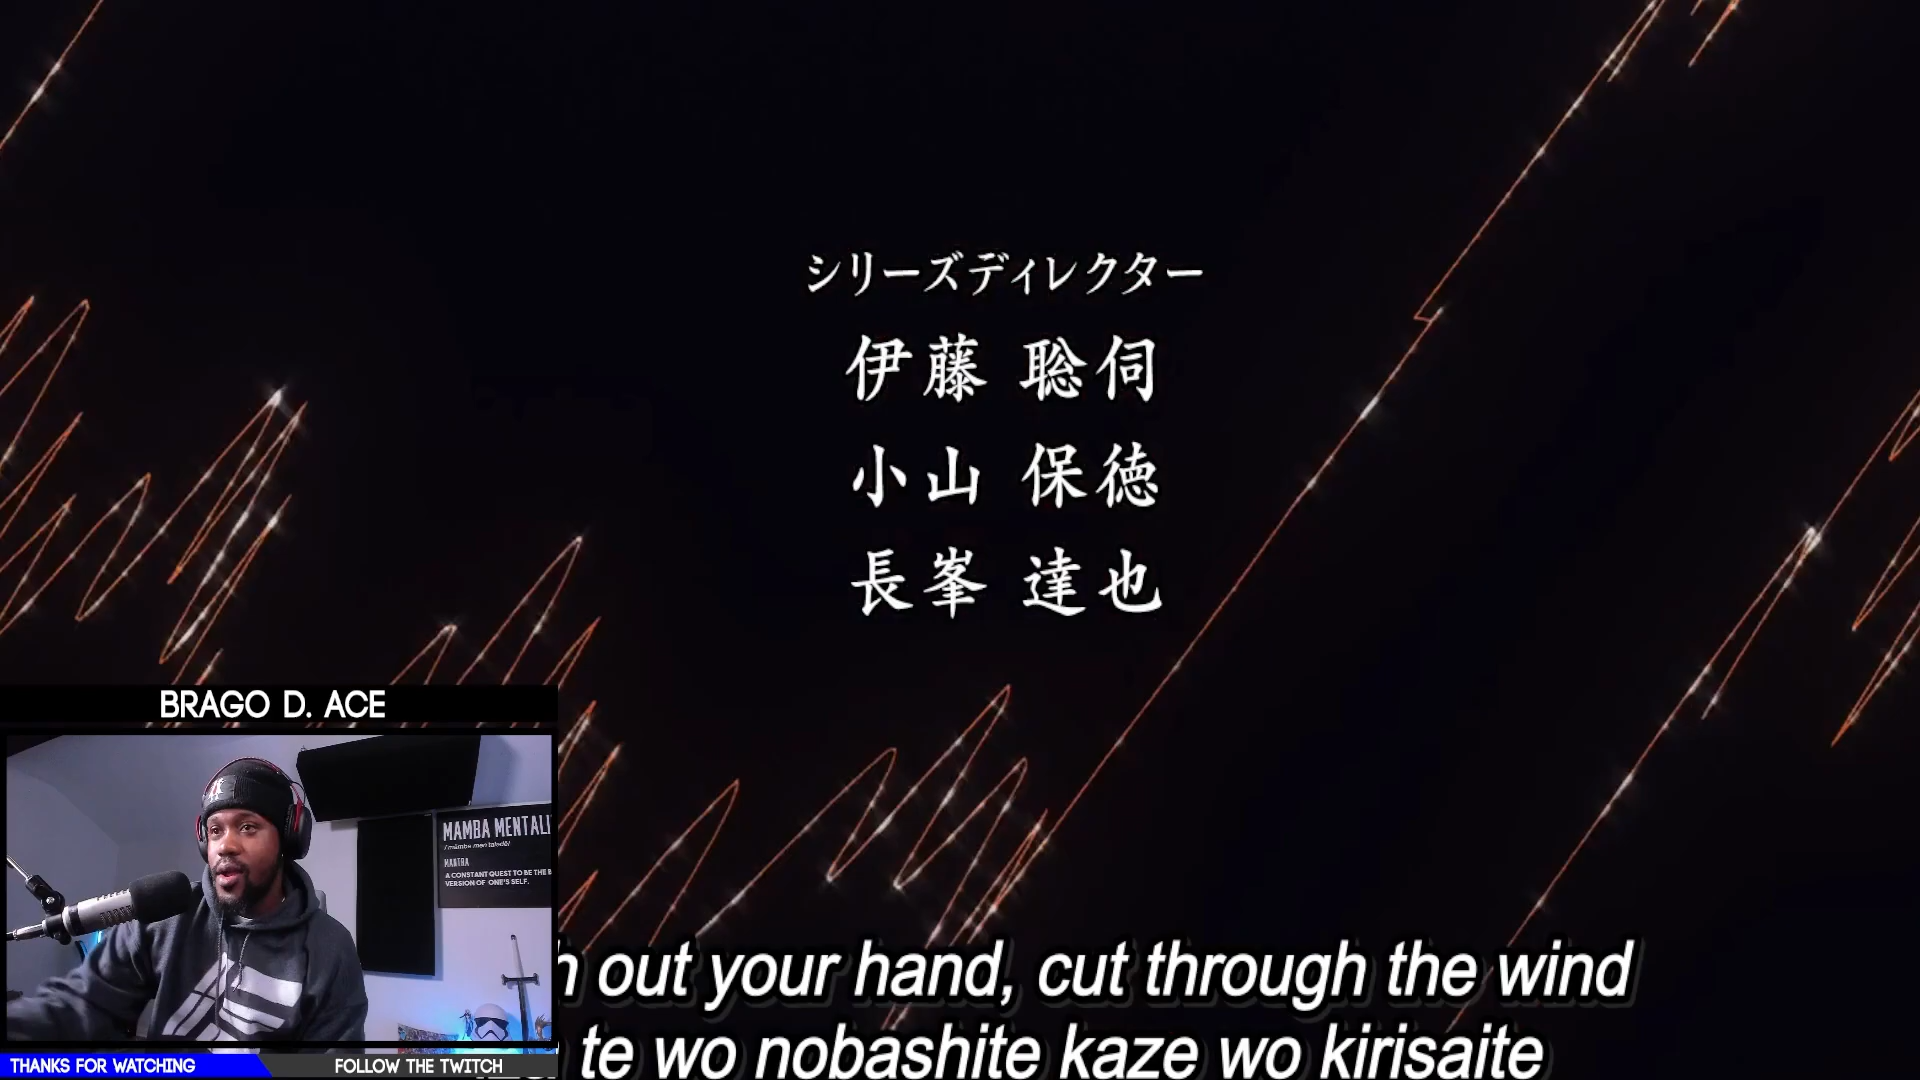 シリーズディレクター
伊藤 聡伺
小山 保徳
長峯 達也
BRAGO D. ACE
MAMBA MENTALI
MANTRA
A CONSTANT QUEST TO BE THE B
VERSION OF ONE'S SELF.
h out your hand, cut through the wind
te wo nobashite kaze wo kirisaite
THANKS FOR WATCHING
FOLLOW THE TWITCH